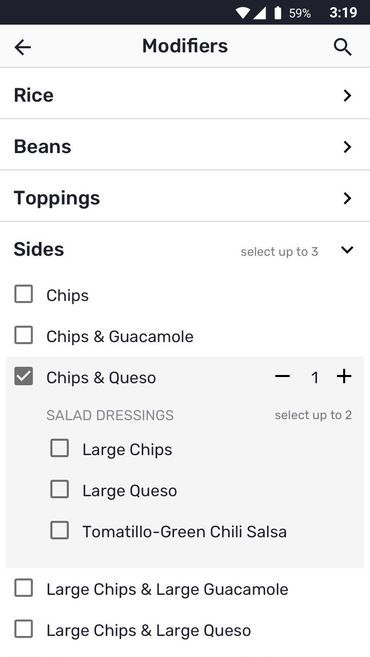 59% 3:19
Modifiers
Rice
Beans
Toppings
Sides select up to 3
Chips
Chips & Guacamole
Chips & Queso 1
SALAD DRESSINGS select up to 2
Large Chips
Large Queso
Tomatillo-Green Chili Salsa
Large Chips & Large Guacamole
Large Chips & Large Queso